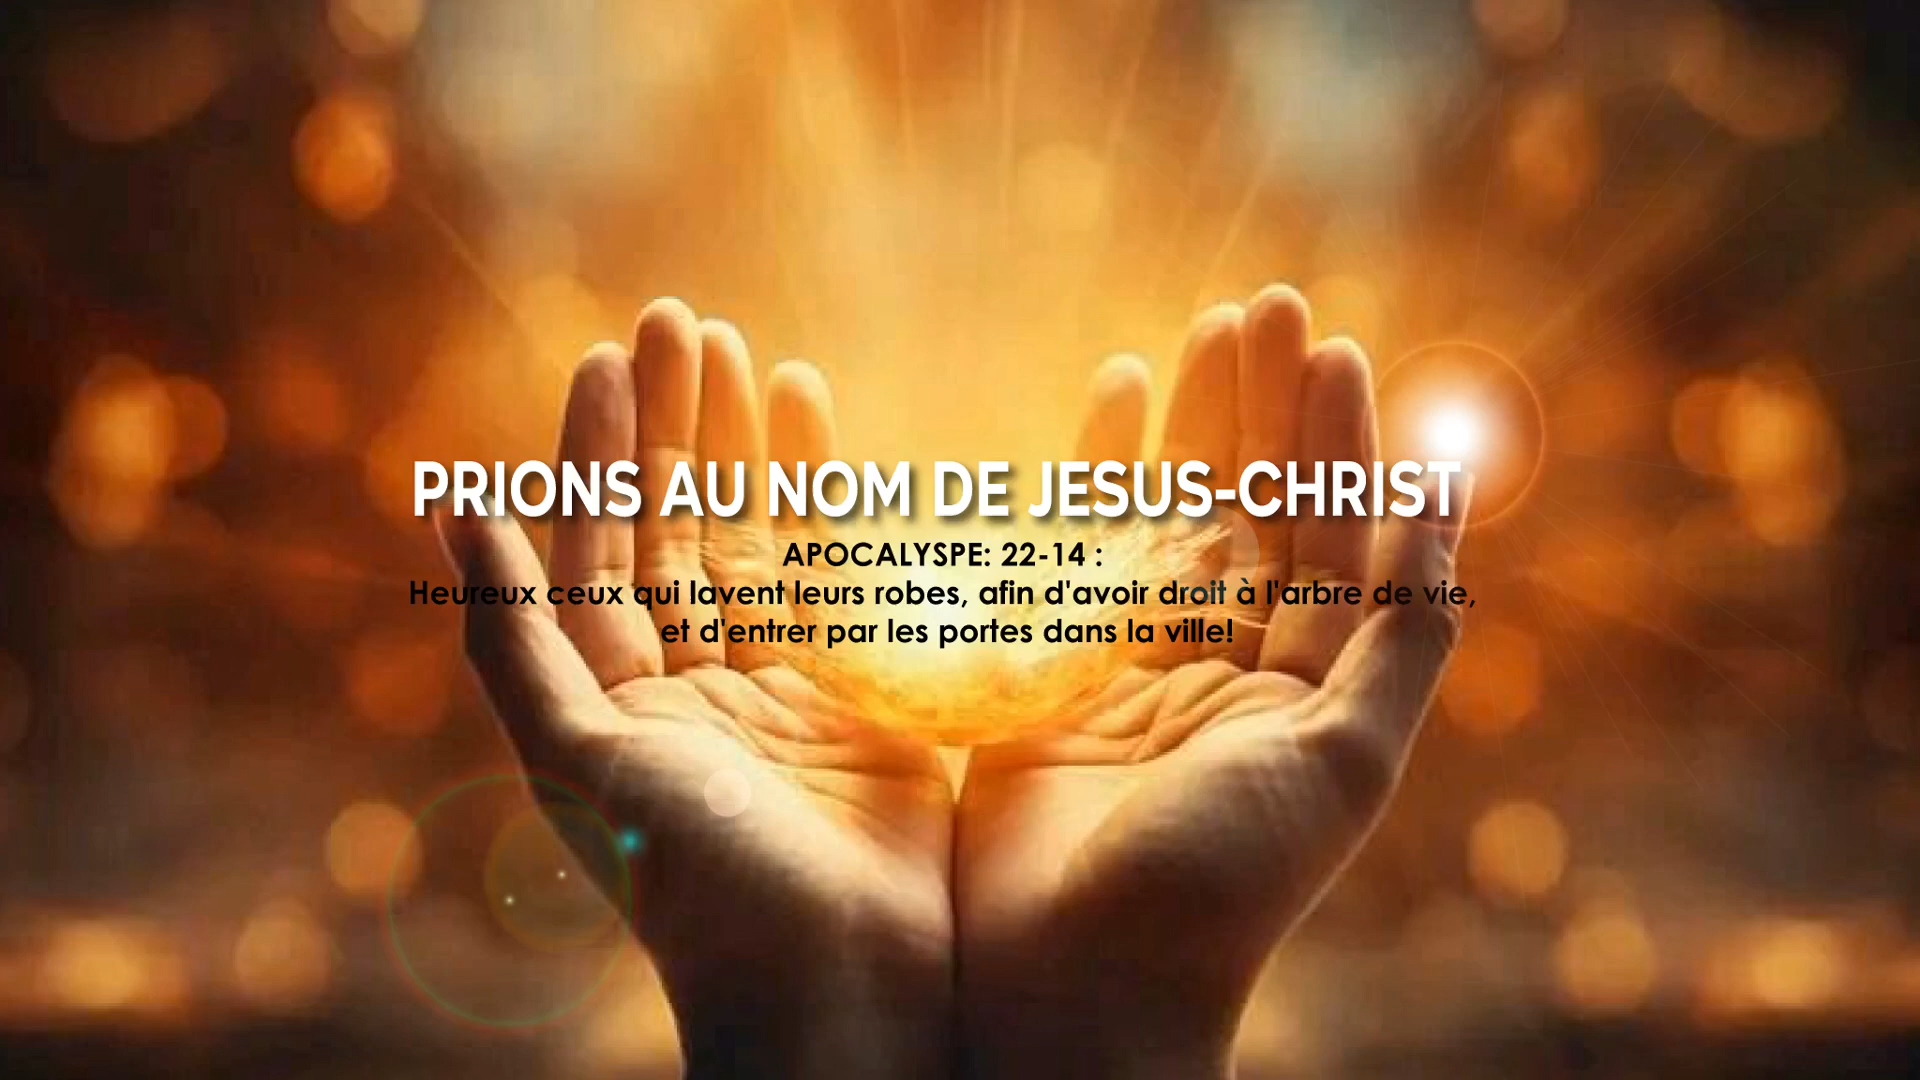 PRIONS AU NOM DE JESUS-CHRIST
APOCALYSPE: 22-14 :
Heureux ceux qui lavent leurs robes, afin d'avoir droit à l'arbre de vie,
et d'entrer par les portes dans la ville!